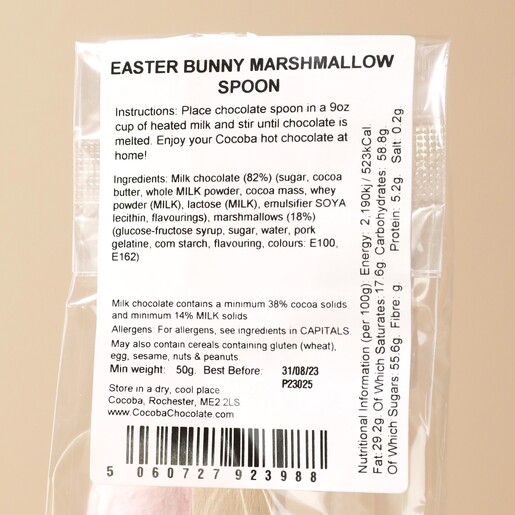 EASTER BUNNY MARSHMALLOW
SPOON
Instructions: Place chocolate spoon in a 9oz
cup of heated milk and stir until chocolate is
melted. Enjoy your Cocoba hot chocolate at
home!
Ingredients: Milk chocolate (82%) (sugar, cocoa
butter, whole MILK powder, cocoa mass, whey
powder (MILK), lactose (MILK), emulsifier SOYA
lecithin, flavourings), marshmallows (18%)
(glucose-fructose syrup, sugar, water, pork
gelatine, corn starch, flavouring, colours: E100,
E162)
Milk chocolate contains a minimum 38% cocoa solids
and minimum 14% MILK solids
Allergens: For allergens, see ingredients in CAPITALS.
May also contain cereals containing gluten (wheat),
egg, sesame, nuts & peanuts.
Min weight: 50g. Best Before: 31/08/23
P23025
Store in a dry, cool place
Cocoba, Rochester, ME2 2LS
www.CocobaChocolate.com
5 060727 923988
Nutritional Information (per 100g): Energy: 2,190kj / 523kCal.
Fat:29.2g. Of Which Saturates:17.6g. Carbohydrates: 58.8g.
Of Which Sugars: 55.6g. Fibre: g. Protein: 5.2g. Salt: 0.2g